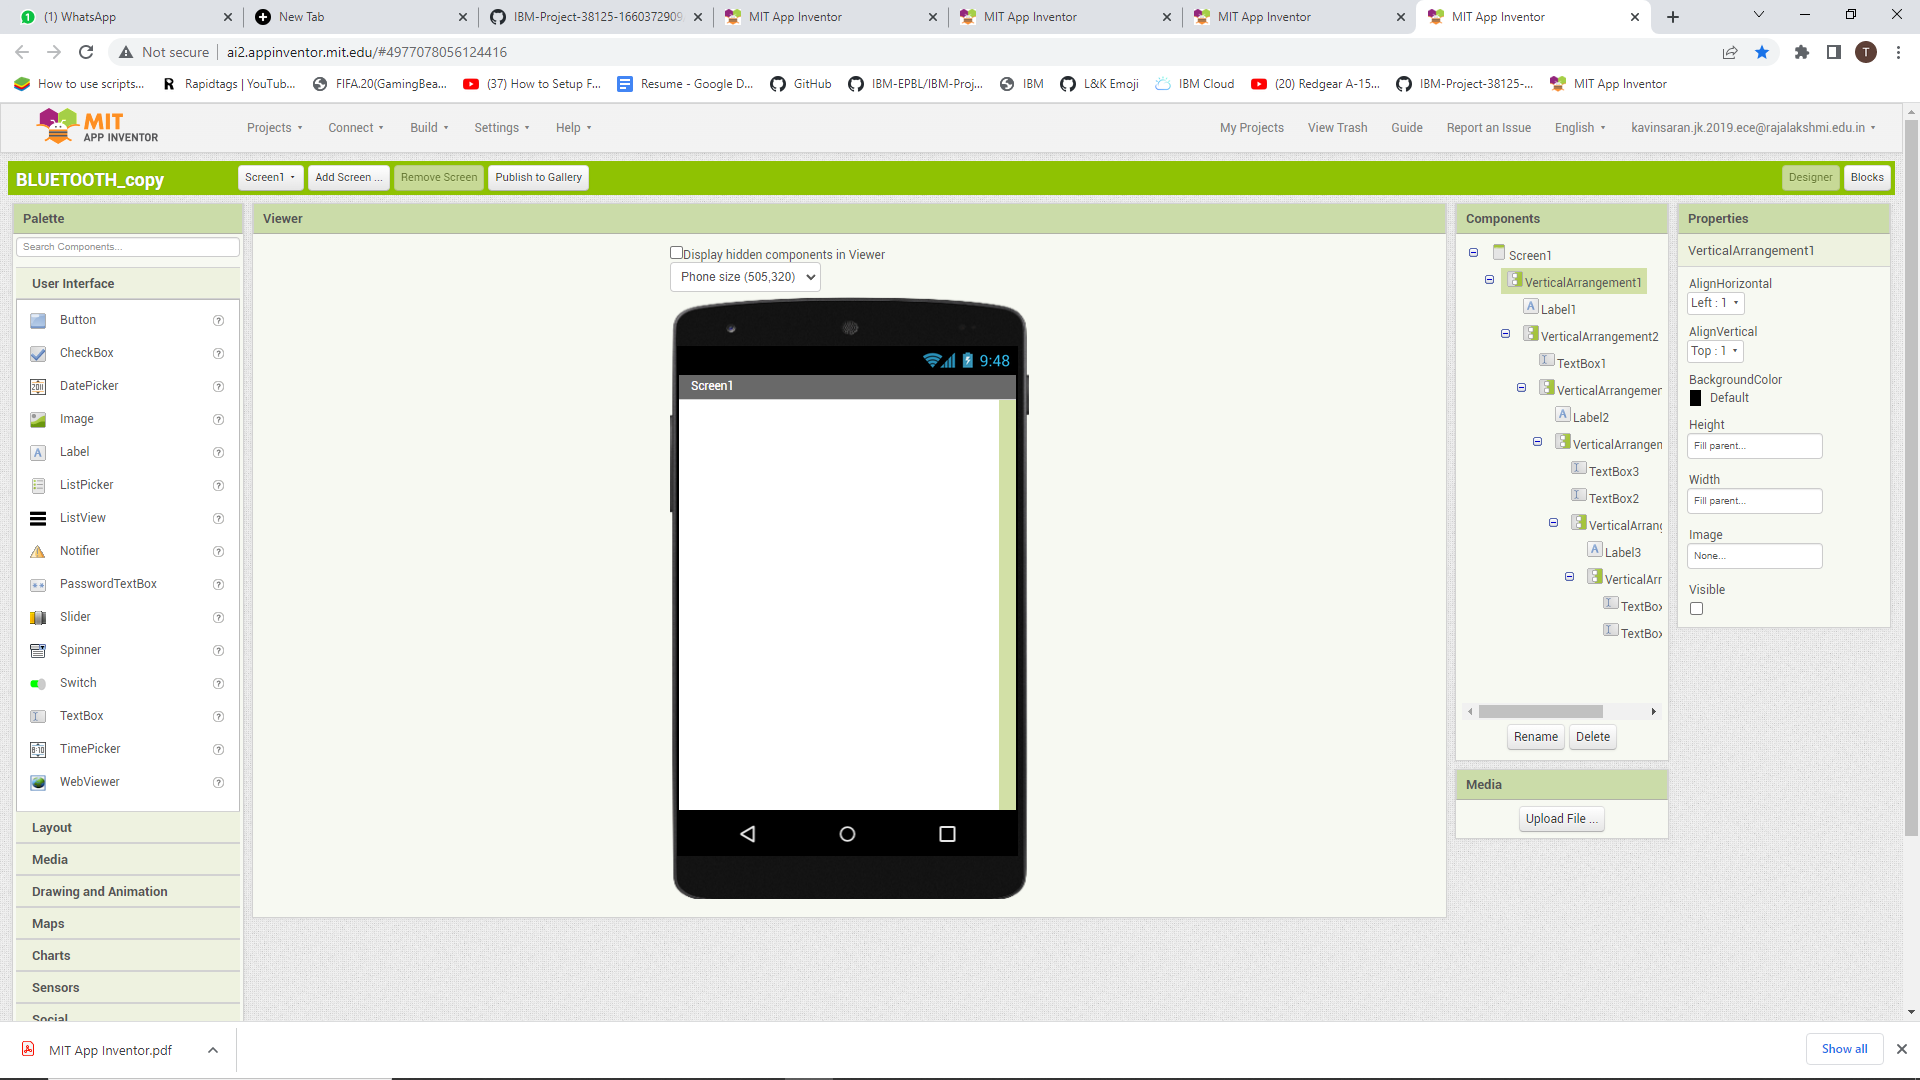 (1) WhatsApp
New Tab
IBM-Project-38125-1660372909
MIT App Inventor
MIT App Inventor
MIT App Inventor
MIT App Inventor
Not secure
ai2.appinventor.mit.edu/#4977078056124416
T
How to use scripts...
Rapidtags | YouTub...
FIFA.20(GamingBea...
(37) How to Setup F...
Resume - Google D...
GitHub
IBM-EPBL/IBM-Proj...
IBM
L&K Emoji
IBM Cloud
(20) Redgear A-15...
IBM-Project-38125-...
MIT App Inventor
MIT
APP INVENTOR
Projects
Connect
Build
Settings
Help
My Projects
View Trash
Guide
Report an Issue
English
kavinsaran.jk.2019.ece@rajalakshmi.edu.in
BLUETOOTH_copy
Screen1
Add Screen ...
Remove Screen
Publish to Gallery
Designer
Blocks
Palette
Search Components...
User Interface
Button
CheckBox
DatePicker
Image
Label
ListPicker
ListView
Notifier
PasswordTextBox
Slider
Spinner
Switch
TextBox
TimePicker
WebViewer
Layout
Media
Drawing and Animation
Maps
Charts
Sensors
Social
Viewer
Display hidden components in Viewer
Phone size (505,320)
9:48
Screen1
Components
Screen1
VerticalArrangement1
Label1
VerticalArrangement2
TextBox1
VerticalArrangemen
Label2
VerticalArrangen
TextBox3
TextBox2
VerticalArrang
Label3
VerticalArr
TextBox
TextBox
Rename
Delete
Media
Upload File ...
Properties
VerticalArrangement1
AlignHorizontal
Left : 1
AlignVertical
Top : 1
BackgroundColor
Default
Height
Fill parent...
Width
Fill parent...
Image
None...
Visible
MIT App Inventor.pdf
Show all